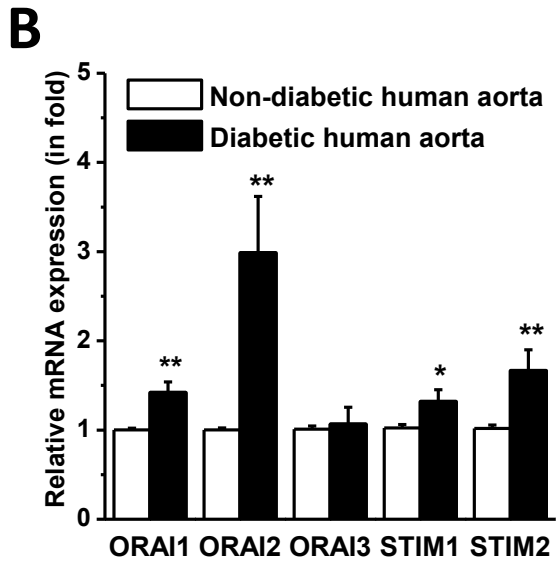 B
Relative mRNA expression (in fold)
5
4
3
2
1
0
Non-diabetic human aorta
Diabetic human aorta
**
**
*
**
ORAI1 ORAI2 ORAI3 STIM1 STIM2